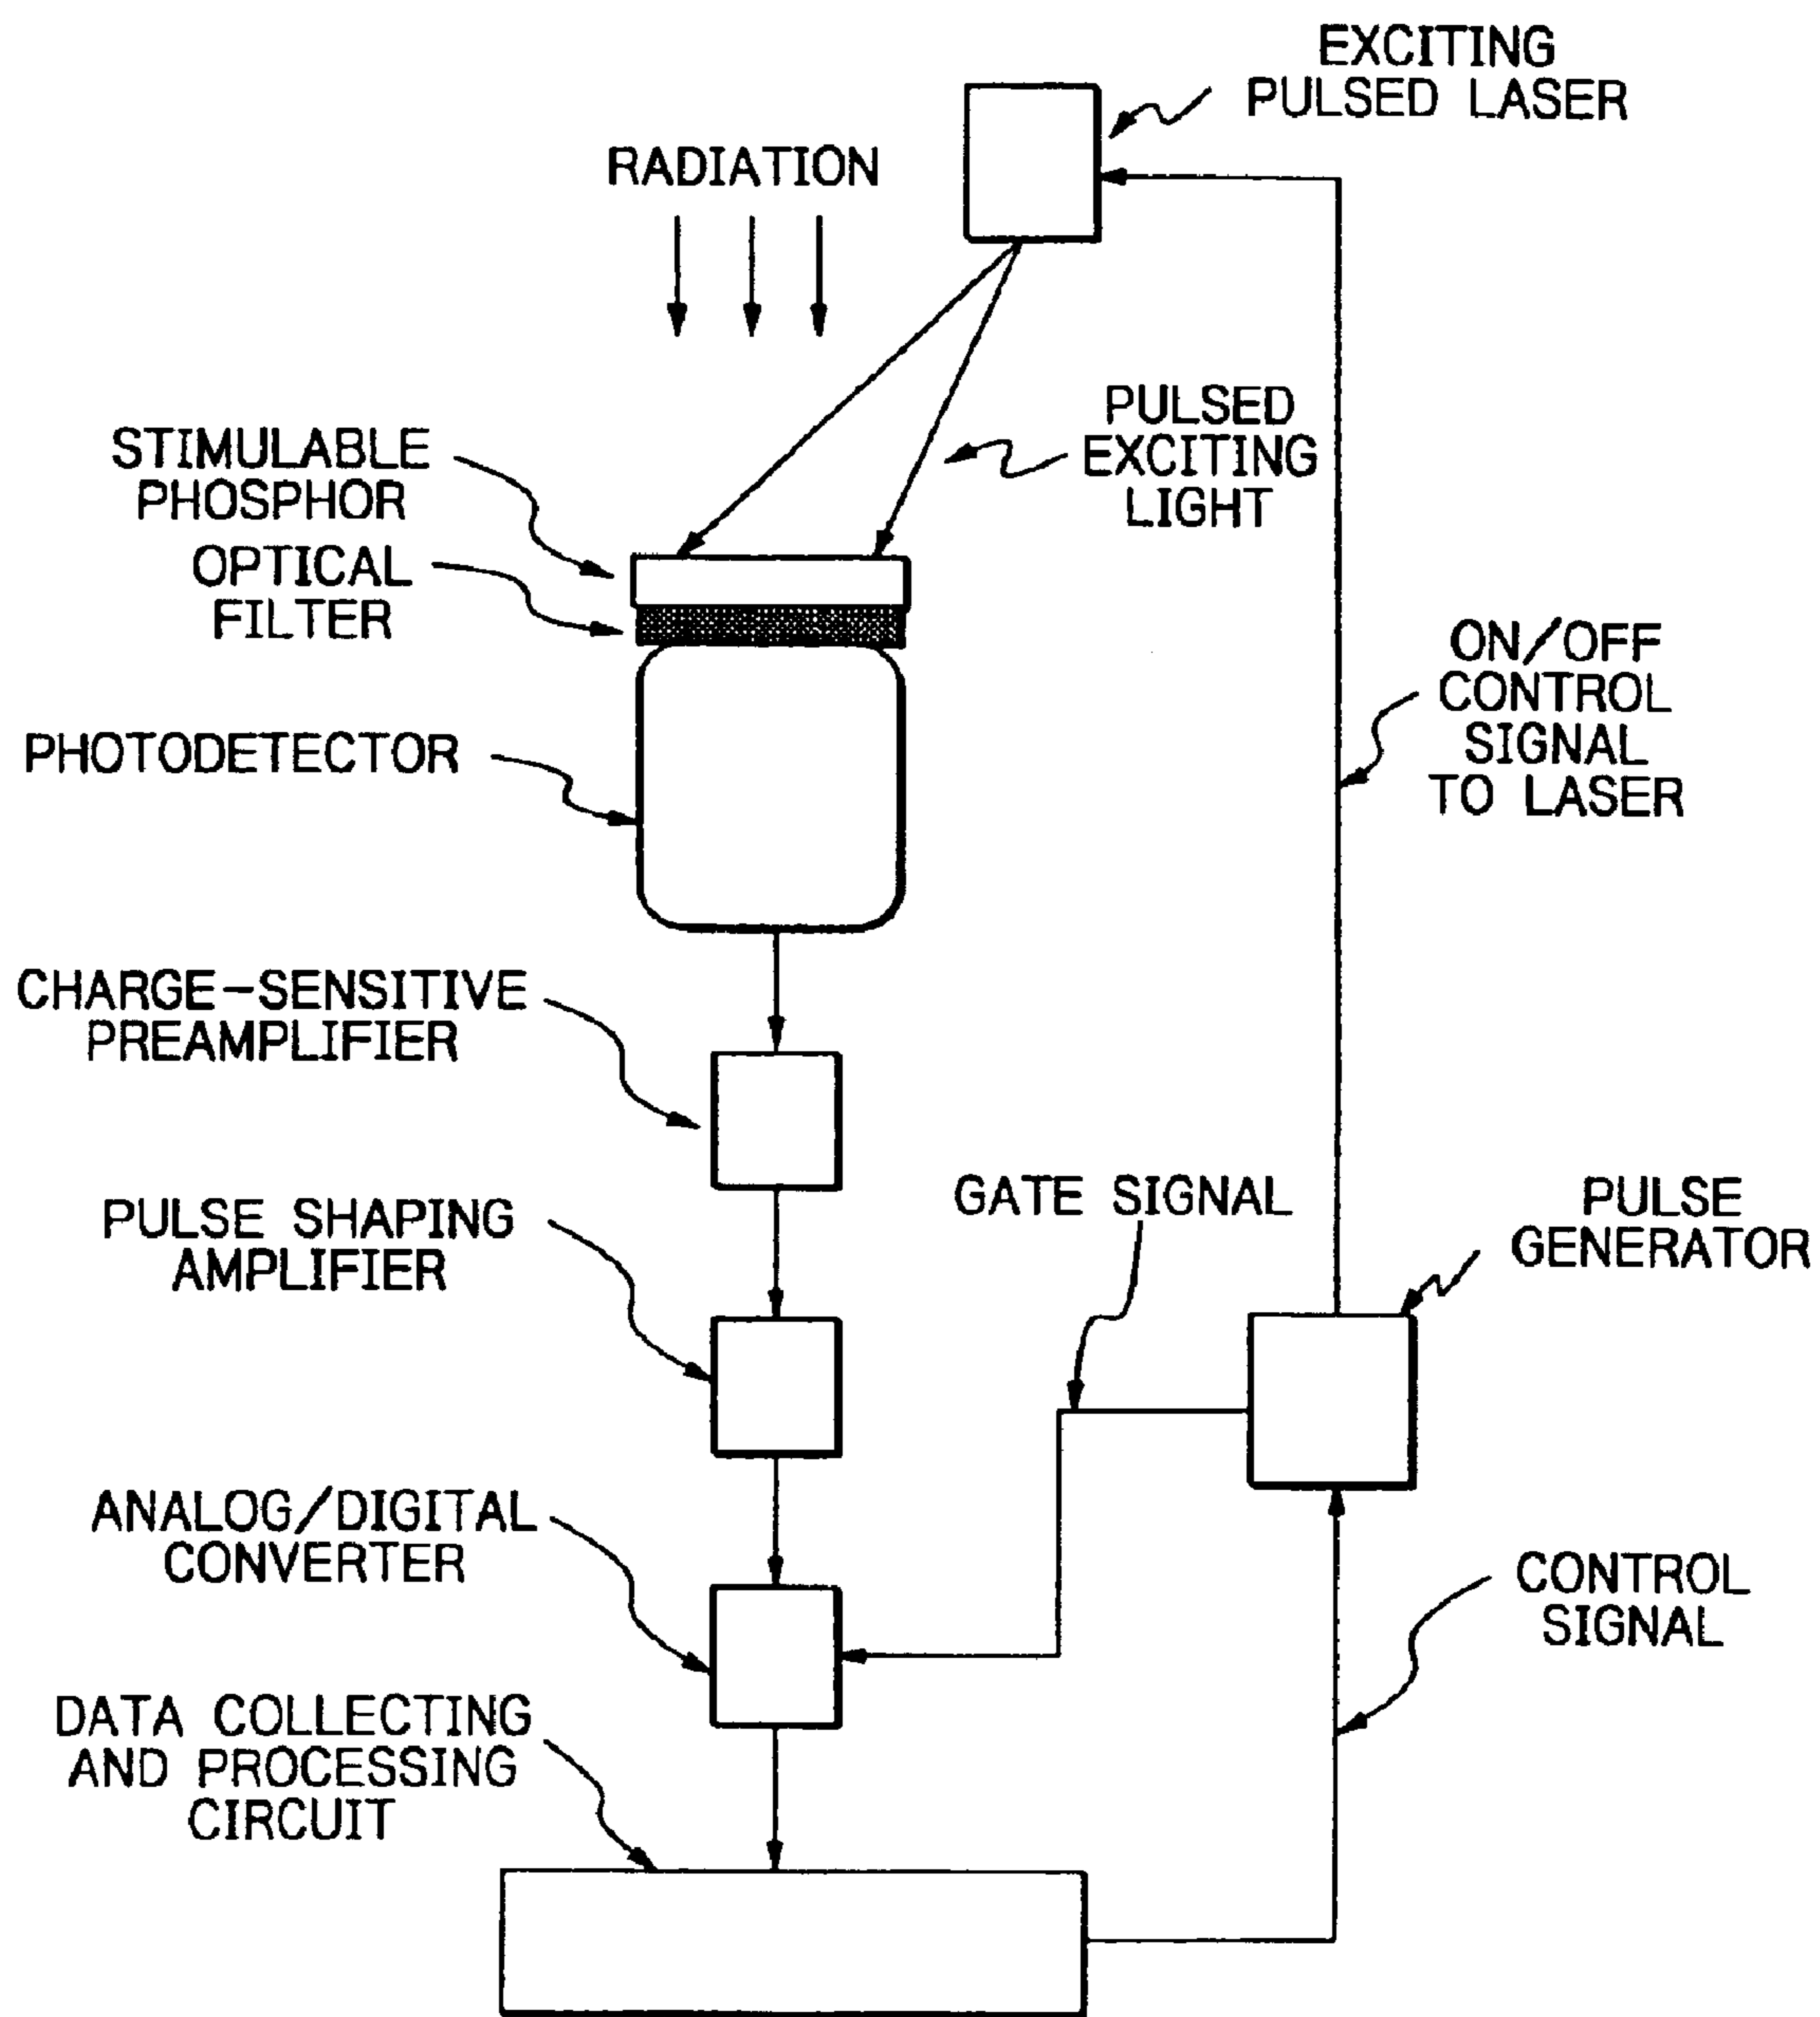 EXCITING
PULSED LASER
RADIATION
PULSED
EXCITING
LIGHT
STIMULABLE
PHOSPHOR
OPTICAL
FILTER
ON/OFF
CONTROL
SIGNAL
TO LASER
PHOTODETECTOR
CHARGE-SENSITIVE
PREAMPLIFIER
GATE SIGNAL
PULSE
GENERATOR
PULSE SHAPING
AMPLIFIER
ANALOG/DIGITAL
CONVERTER
CONTROL
SIGNAL
DATA COLLECTING
AND PROCESSING
CIRCUIT